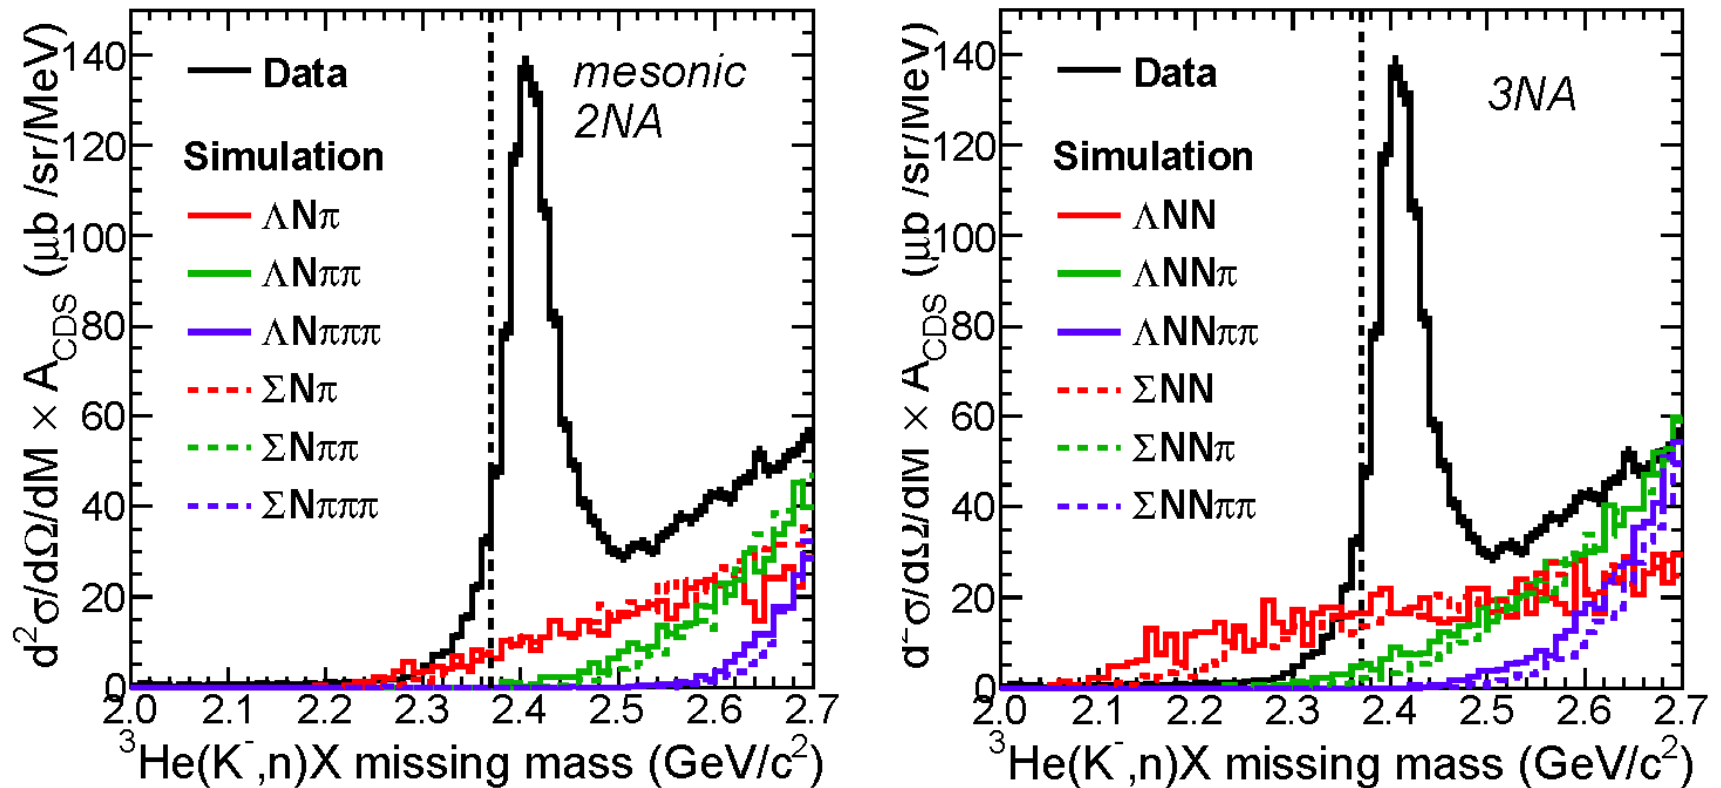 d²σ/dΩ/dM × A_CDS (μb /sr/MeV)
140
120
100
80
60
40
20
0
Data
mesonic
2NA
Simulation
ΛNπ
ΛNππ
ΛNπππ
ΣNπ
ΣNππ
ΣNπππ
2.0 2.1 2.2 2.3 2.4 2.5 2.6 2.7
³He(K⁻,n)X missing mass (GeV/c²)
d²σ/dΩ/dM × A_CDS (μb /sr/MeV)
140
120
100
80
60
40
20
0
Data
3NA
Simulation
ΛNN
ΛNNπ
ΛNNππ
ΣNN
ΣNNπ
ΣNNππ
2.0 2.1 2.2 2.3 2.4 2.5 2.6 2.7
³He(K⁻,n)X missing mass (GeV/c²)